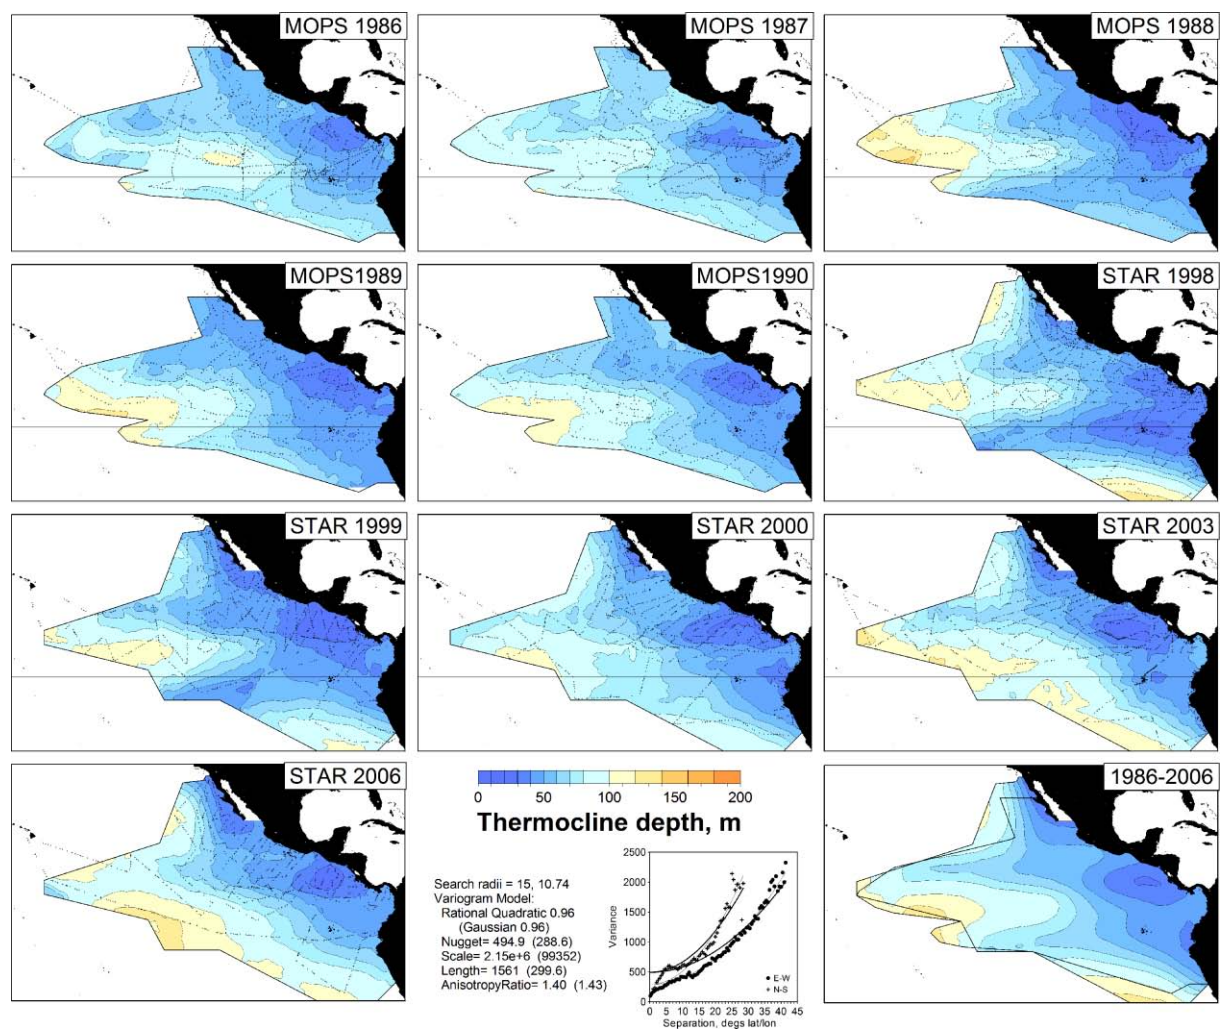 MOPS 1986
MOPS 1987
MOPS 1988
MOPS1989
MOPS1990
STAR 1998
STAR 1999
STAR 2000
STAR 2003
STAR 2006
0 50 100 150 200
Thermocline depth, m
1986-2006
Search radii = 15, 10.74
Variogram Model:
Rational Quadratic 0.96
(Gaussian 0.96)
Nugget= 494.9 (288.6)
Scale= 2.15e+6 (99352)
Length= 1561 (299.6)
AnisotropyRatio= 1.40 (1.43)
Variance
2500
2000
1500
1000
500
0
E-W
N-S
0 5 10 15 20 25 30 35 40 45
Separation, degs lat/lon